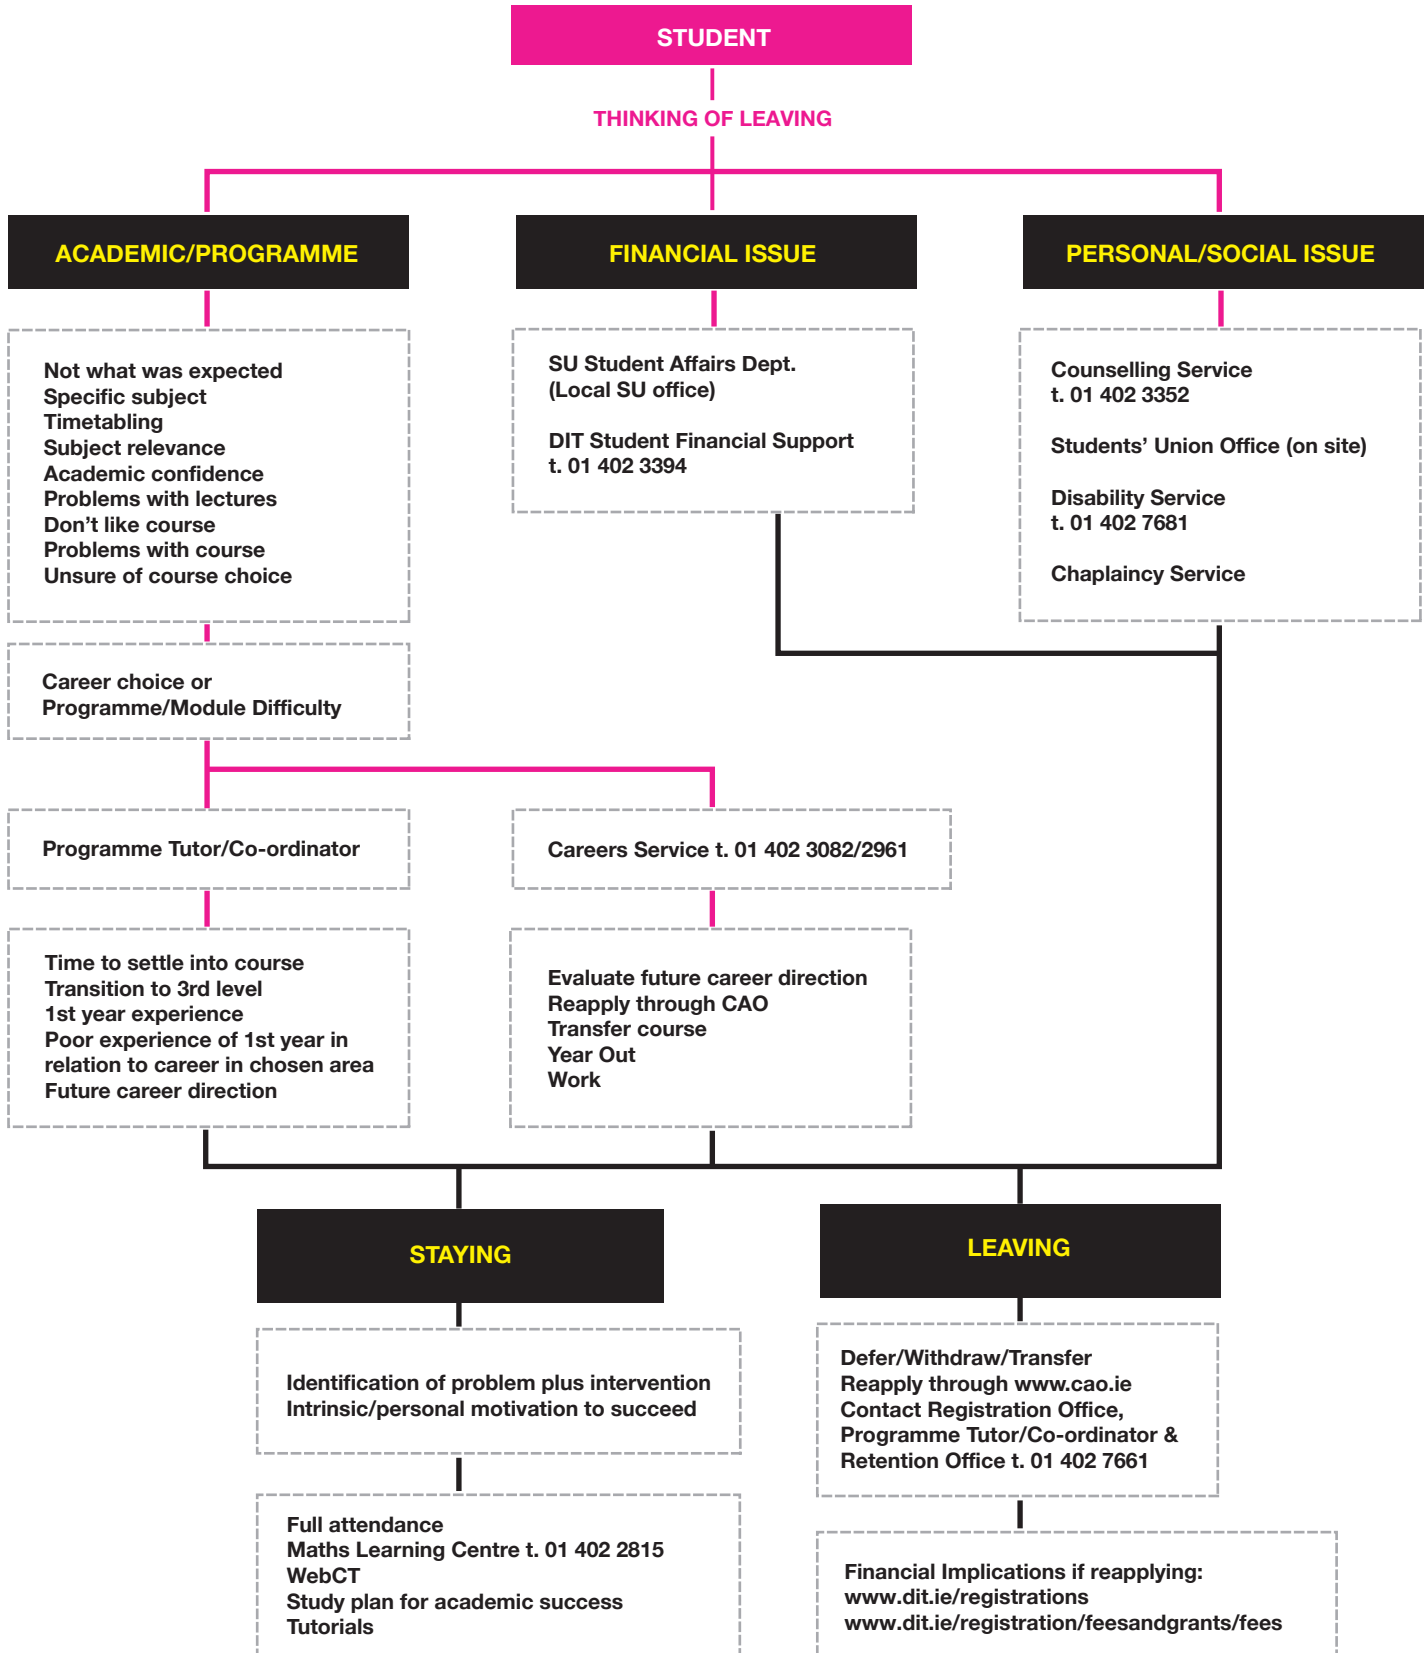 STUDENT
THINKING OF LEAVING
ACADEMIC/PROGRAMME
FINANCIAL ISSUE
PERSONAL/SOCIAL ISSUE
Not what was expected
Specific subject
Timetabling
Subject relevance
Academic confidence
Problems with lectures
Don't like course
Problems with course
Unsure of course choice
SU Student Affairs Dept.
(Local SU office)
DIT Student Financial Support
t. 01 402 3394
Counselling Service
t. 01 402 3352
Students' Union Office (on site)
Disability Service
t. 01 402 7681
Chaplaincy Service
Career choice or
Programme/Module Difficulty
Programme Tutor/Co-ordinator
Careers Service t. 01 402 3082/2961
Time to settle into course
Transition to 3rd level
1st year experience
Poor experience of 1st year in
relation to career in chosen area
Future career direction
Evaluate future career direction
Reapply through CAO
Transfer course
Year Out
Work
STAYING
LEAVING
Identification of problem plus intervention
Intrinsic/personal motivation to succeed
Defer/Withdraw/Transfer
Reapply through www.cao.ie
Contact Registration Office,
Programme Tutor/Co-ordinator &
Retention Office t. 01 402 7661
Full attendance
Maths Learning Centre t. 01 402 2815
WebCT
Study plan for academic success
Tutorials
Financial Implications if reapplying:
www.dit.ie/registrations
www.dit.ie/registration/feesandgrants/fees